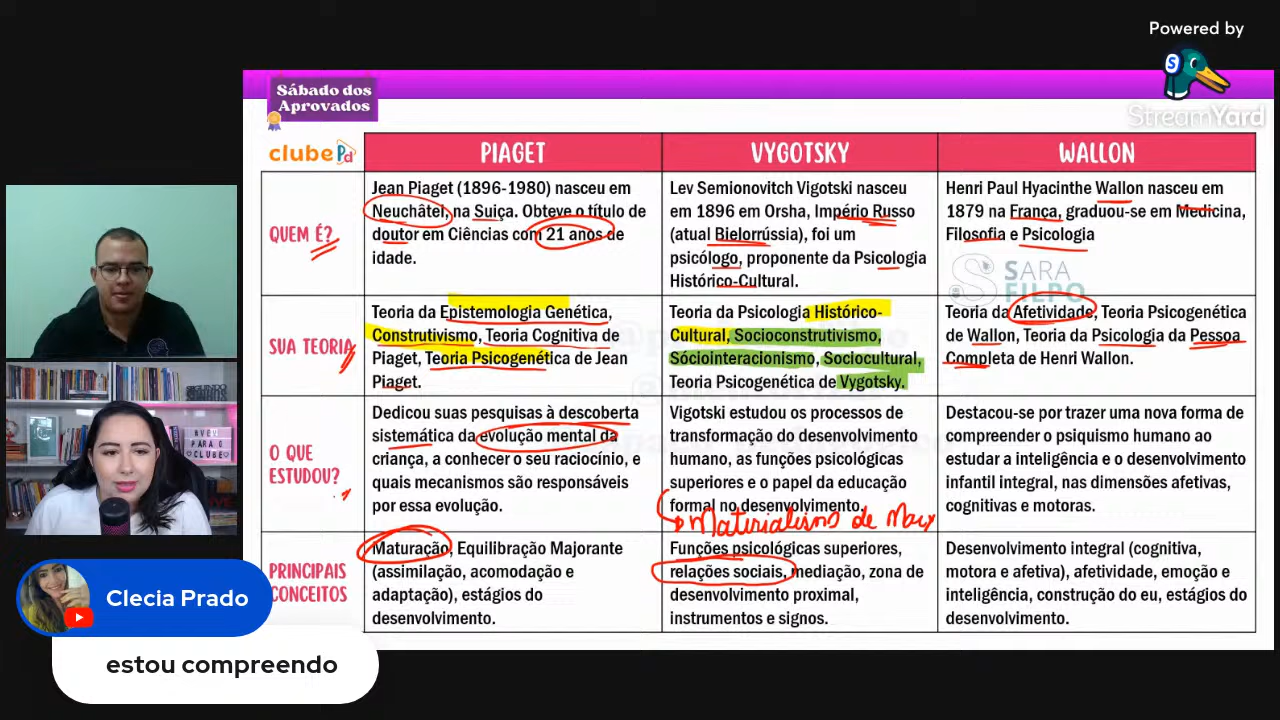 Powered by
StreamYard
Sábado dos
Aprovados
clube Pd
PIAGET
VYGOTSKY
WALLON
QUEM É?
Jean Piaget (1896-1980) nasceu em
Neuchâtel, na Suiça. Obteve o título de
doutor em Ciências com 21 anos de
idade.
Lev Semionovitch Vigotski nasceu
em 1896 em Orsha, Império Russo
(atual Bielorrússia), foi um
psicólogo, proponente da Psicologia
Histórico-Cultural.
Henri Paul Hyacinthe Wallon nasceu em
1879 na França, graduou-se em Medicina,
Filosofia e Psicologia
SARA
FILPO
SUA TEORIA
Teoria da Epistemologia Genética,
Construtivismo, Teoria Cognitiva de
Piaget, Teoria Psicogenética de Jean
Piaget.
Teoria da Psicologia Histórico-
Cultural, Socioconstrutivismo,
Sóciointeracionismo, Sociocultural,
Teoria Psicogenética de Vygotsky.
Teoria da Afetividade, Teoria Psicogenética
de Wallon, Teoria da Psicologia da Pessoa
Completa de Henri Wallon.
O QUE
ESTUDOU?
Dedicou suas pesquisas à descoberta
sistemática da evolução mental da
criança, a conhecer o seu raciocínio, e
quais mecanismos são responsáveis
por essa evolução.
Vigotski estudou os processos de
transformação do desenvolvimento
humano, as funções psicológicas
superiores e o papel da educação
formal no desenvolvimento.
Materialismo de Marx
Destacou-se por trazer uma nova forma de
compreender o psiquismo humano ao
estudar a inteligência e o desenvolvimento
infantil integral, nas dimensões afetivas,
cognitivas e motoras.
PRINCIPAIS
CONCEITOS
Maturação, Equilibração Majorante
(assimilação, acomodação e
adaptação), estágios do
desenvolvimento.
Funções psicológicas superiores,
relações sociais, mediação, zona de
desenvolvimento proximal,
instrumentos e signos.
Desenvolvimento integral (cognitiva,
motora e afetiva), afetividade, emoção e
inteligência, construção do eu, estágios do
desenvolvimento.
Clecia Prado
estou compreendo